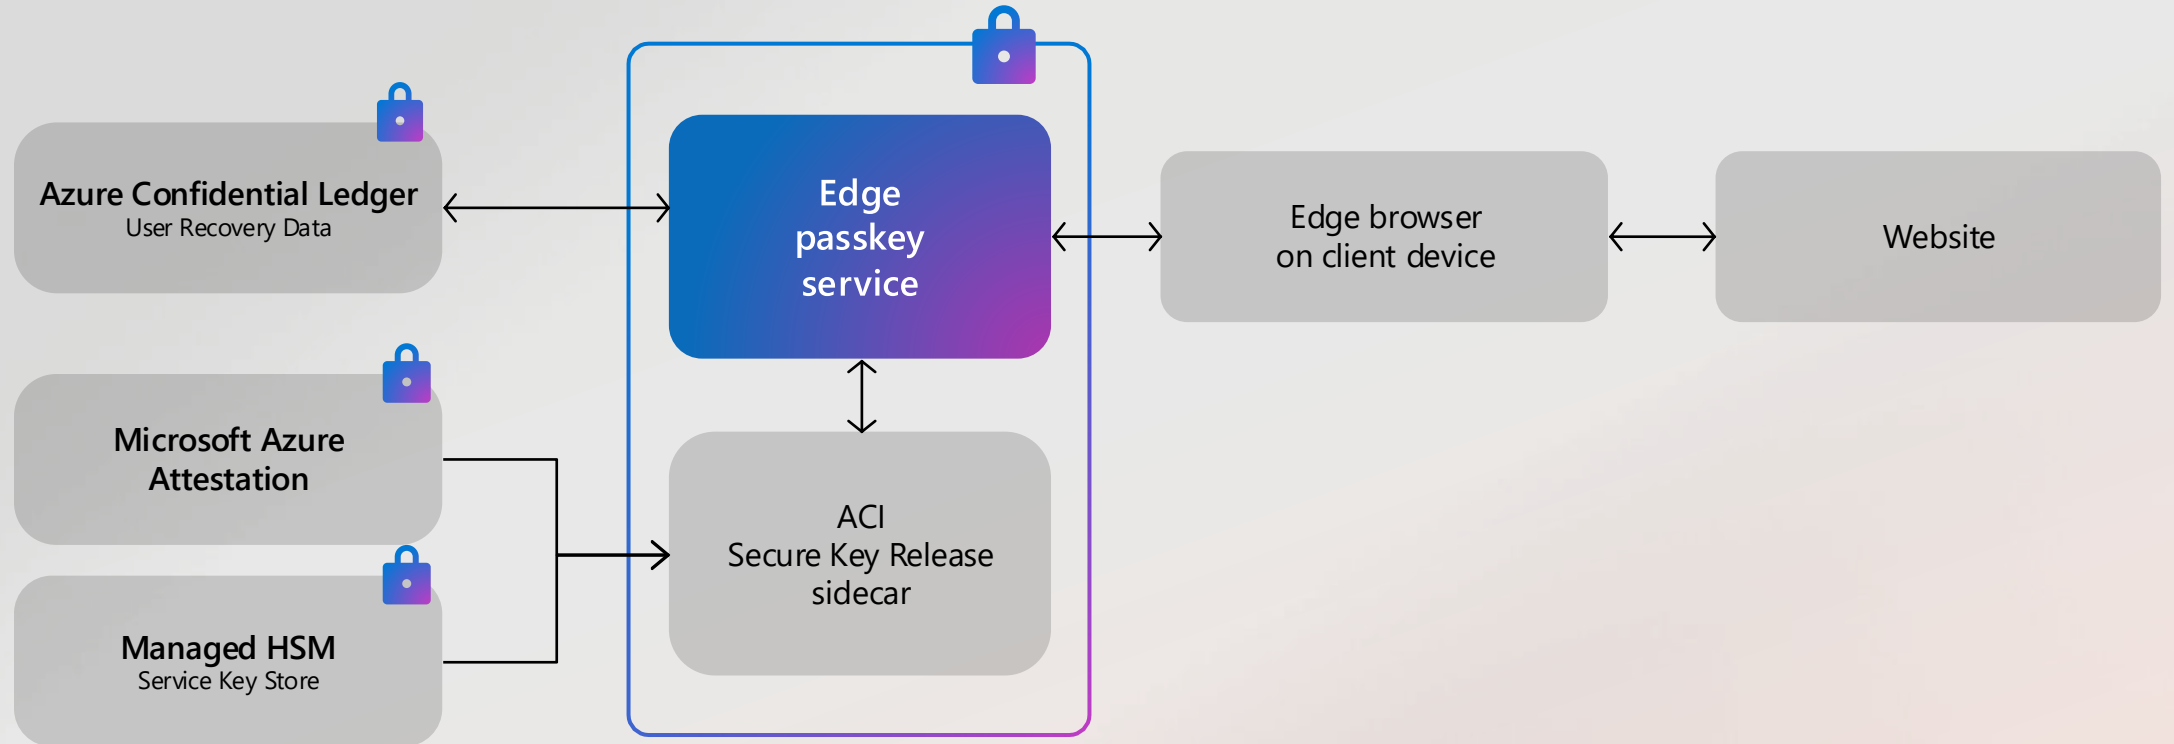 Azure Confidential Ledger
User Recovery Data
Microsoft Azure
Attestation
Managed HSM
Service Key Store
Edge
passkey
service
ACI
Secure Key Release
sidecar
Edge browser
on client device
Website